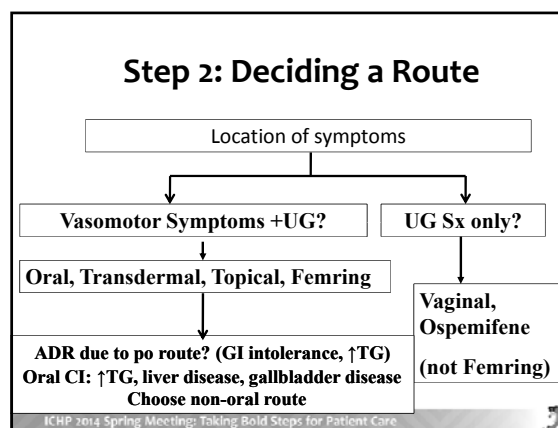 Step 2: Deciding a Route
Location of symptoms
Vasomotor Symptoms +UG?
UG Sx only?
Oral, Transdermal, Topical, Femring
Vaginal,
Ospemifene
(not Femring)
ADR due to po route? (GI intolerance, ↑TG)
Oral CI: ↑TG, liver disease, gallbladder disease
Choose non-oral route
ICHP 2014 Spring Meeting: Taking Bold Steps for Patient Care